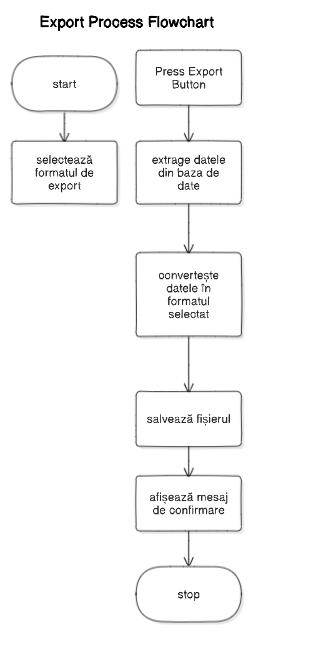 Export Process Flowchart
start
selectează
formatul de
export
Press Export
Button
extrage datele
din baza de
date
convertește
datele în
formatul
selectat
salvează fișierul
afișează mesaj
de confirmare
stop